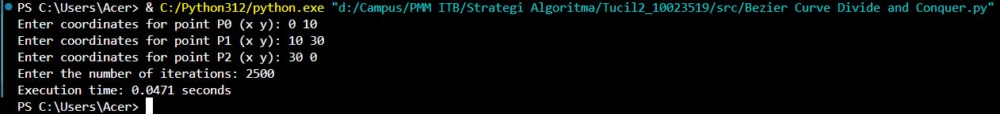 PS C:\Users\Acer> & C:/Python312/python.exe "d:/Campus/PMM ITB/Strategi Algoritma/Tucil2_10023519/src/Bezier Curve Divide and Conquer.py"
Enter coordinates for point P0 (x y): 0 10
Enter coordinates for point P1 (x y): 10 30
Enter coordinates for point P2 (x y): 30 0
Enter the number of iterations: 2500
Execution time: 0.0471 seconds
PS C:\Users\Acer>